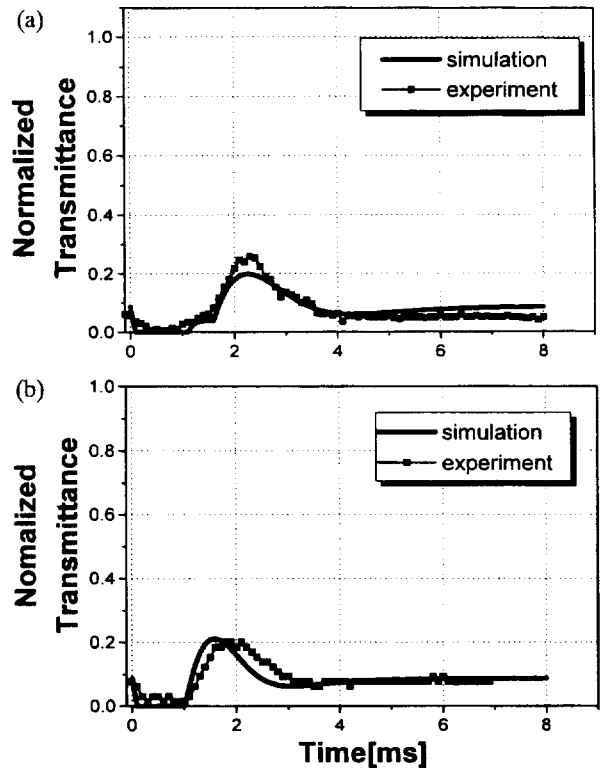 (a)
1.0
0.8
0.6
0.4
0.2
0.0
Normalized
Transmittance
simulation
experiment
0 2 4 6 8
(b)
1.0
0.8
0.6
0.4
0.2
0.0
Nomalized
Transmittance
simulation
experiment
0 2 4 6 8
Time[ms]